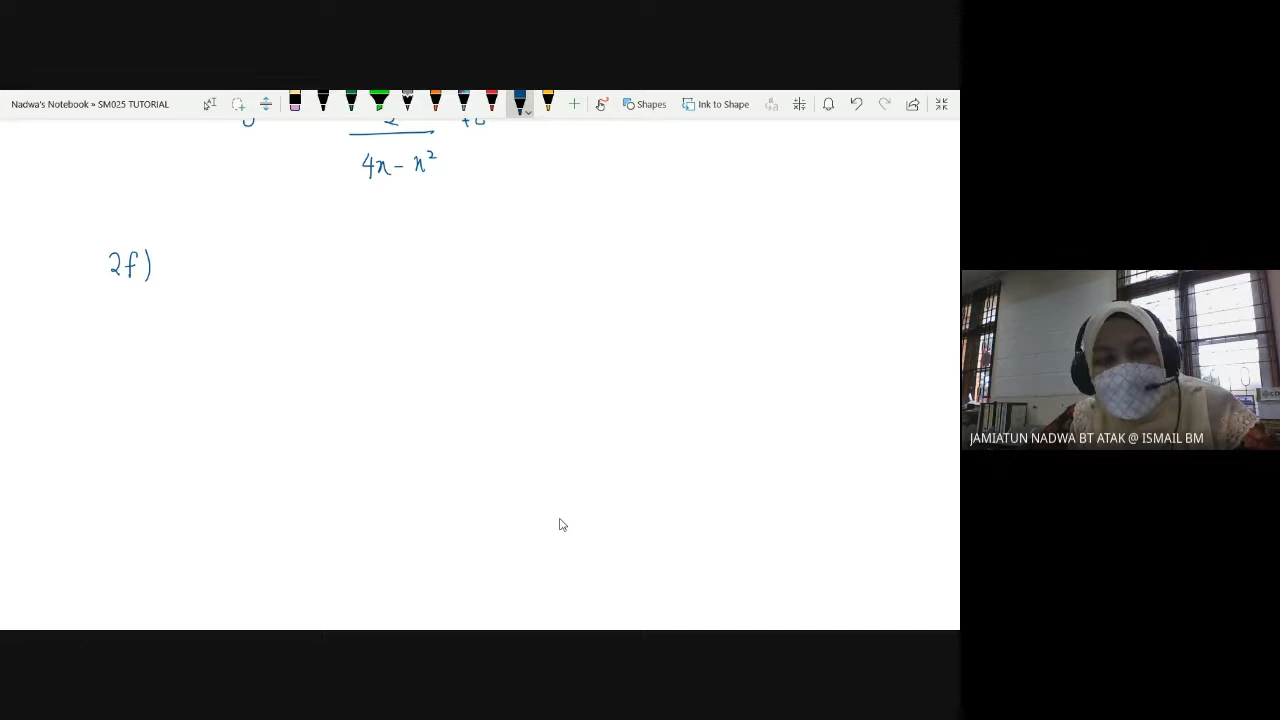 Nadwa's Notebook » SM025 TUTORIAL
Shapes
Ink to Shape
4x - x²
2f)
JAMIATUN NADWA BT ATAK @ ISMAIL BM